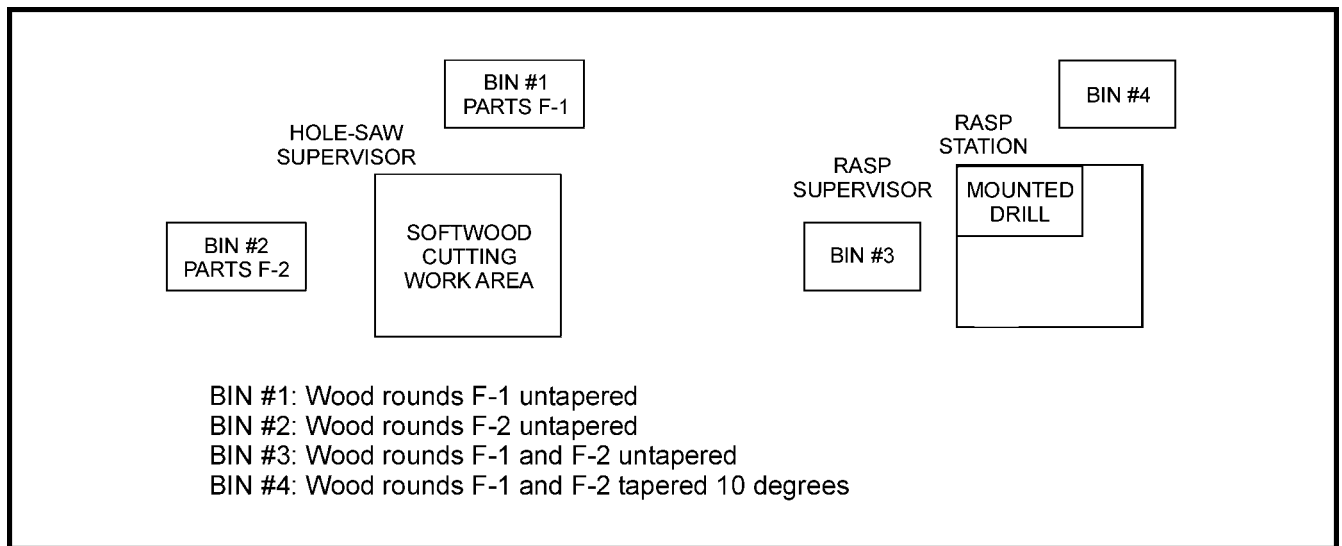 BIN #1
PARTS F-1
HOLE-SAW
SUPERVISOR
BIN #2
PARTS F-2
SOFTWOOD
CUTTING
WORK AREA
BIN #4
RASP
STATION
RASP
SUPERVISOR
MOUNTED
DRILL
BIN #3
BIN #1: Wood rounds F-1 untapered
BIN #2: Wood rounds F-2 untapered
BIN #3: Wood rounds F-1 and F-2 untapered
BIN #4: Wood rounds F-1 and F-2 tapered 10 degrees